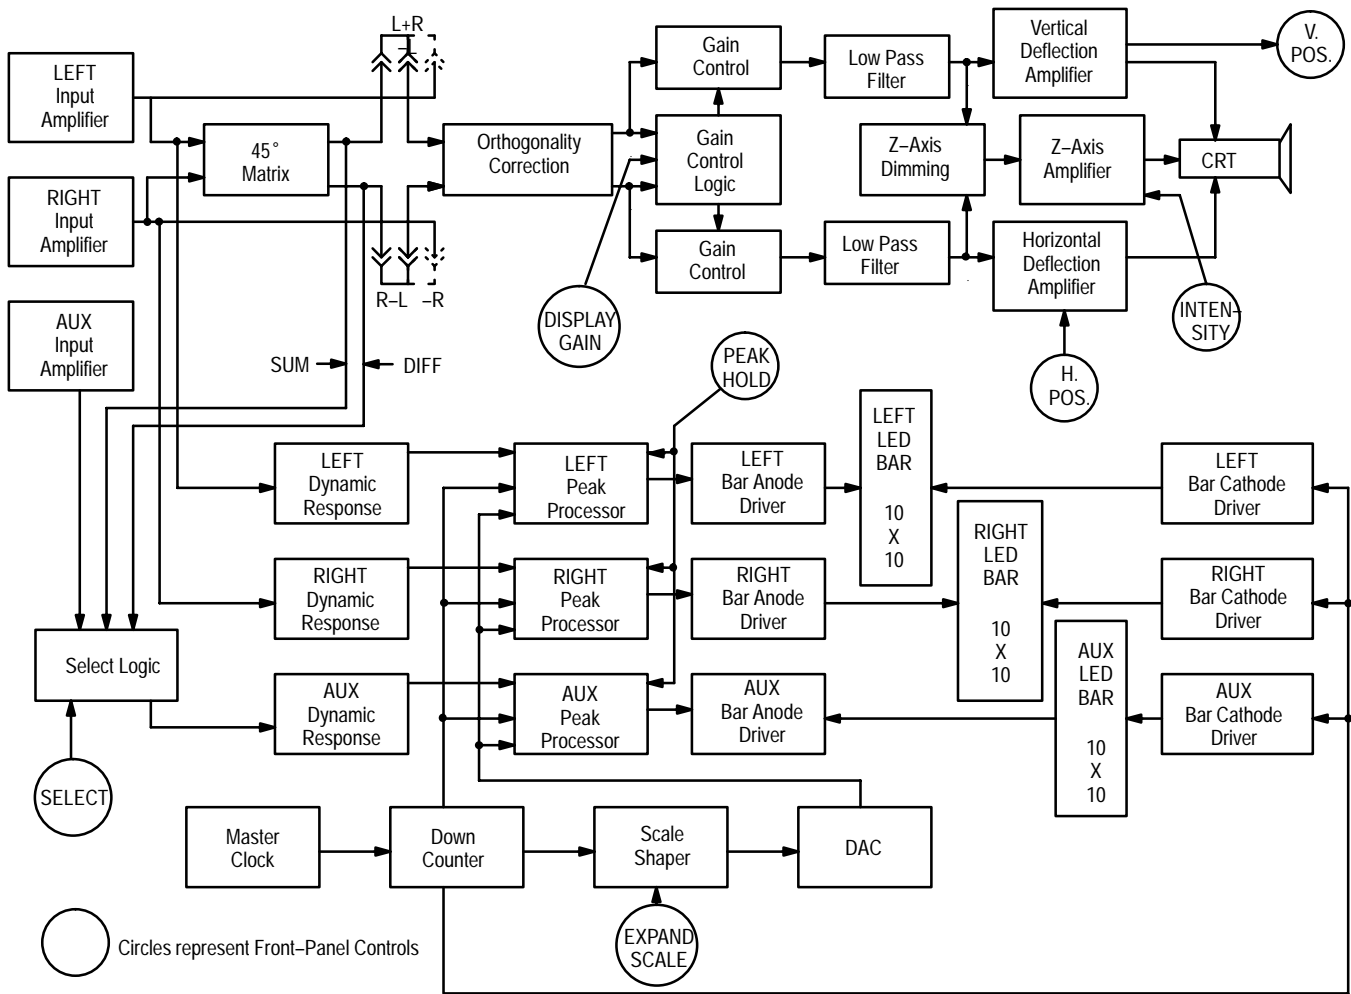 L+R
–L
LEFT
Input
Amplifier
45°
Matrix
Orthogonality
Correction
Gain
Control
Low Pass
Filter
Vertical
Deflection
Amplifier
V.
POS.
Gain
Control
Logic
Z–Axis
Dimming
Z–Axis
Amplifier
CRT
RIGHT
Input
Amplifier
R–L
–R
Gain
Control
Low Pass
Filter
Horizontal
Deflection
Amplifier
DISPLAY
GAIN
INTEN–
SITY
H.
POS.
AUX
Input
Amplifier
SUM
DIFF
PEAK
HOLD
LEFT
Dynamic
Response
LEFT
Peak
Processor
LEFT
Bar Anode
Driver
LEFT
LED
BAR
10
X
10
LEFT
Bar Cathode
Driver
RIGHT
Dynamic
Response
RIGHT
Peak
Processor
RIGHT
Bar Anode
Driver
RIGHT
LED
BAR
10
X
10
RIGHT
Bar Cathode
Driver
Select Logic
AUX
Dynamic
Response
AUX
Peak
Processor
AUX
Bar Anode
Driver
AUX
LED
BAR
10
X
10
AUX
Bar Cathode
Driver
SELECT
Master
Clock
Down
Counter
Scale
Shaper
DAC
EXPAND
SCALE
Circles represent Front–Panel Controls